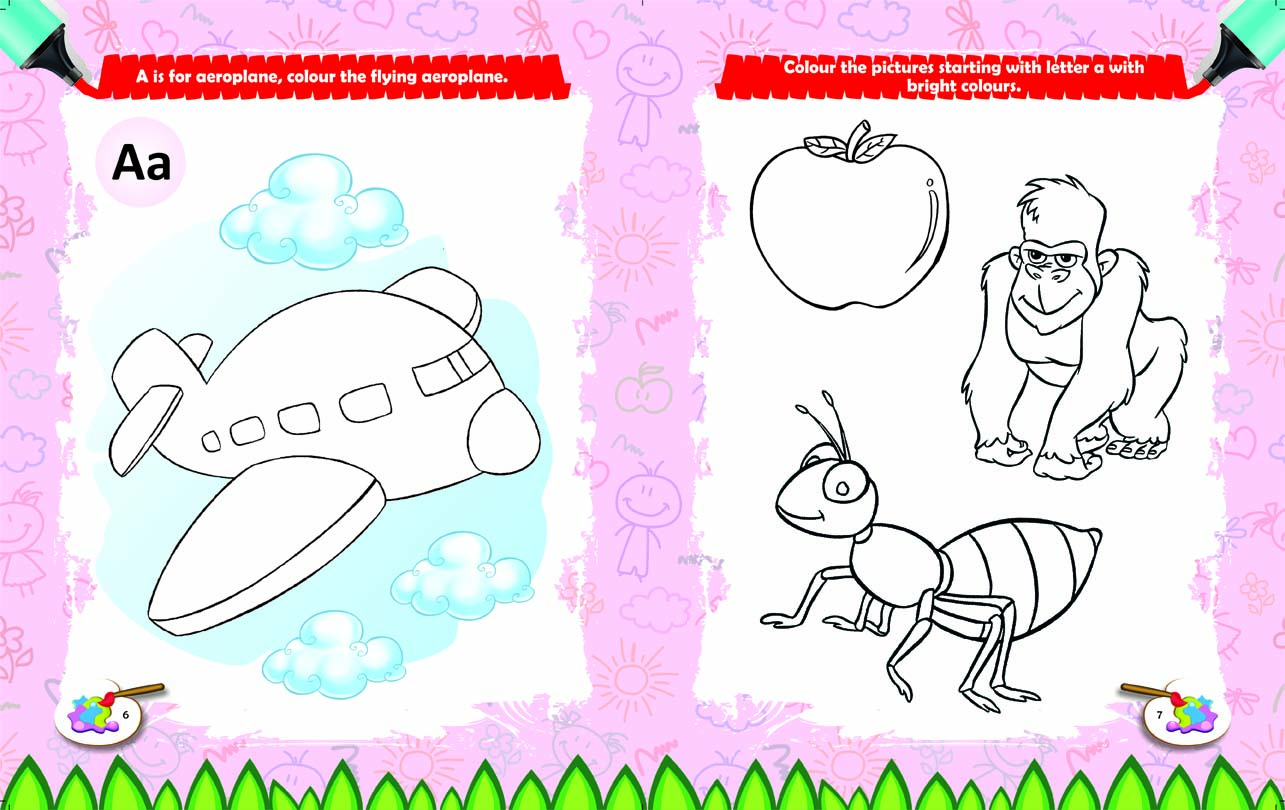 A is for aeroplane, colour the flying aeroplane.
Aa
6
Colour the pictures starting with letter a with
bright colours.
7